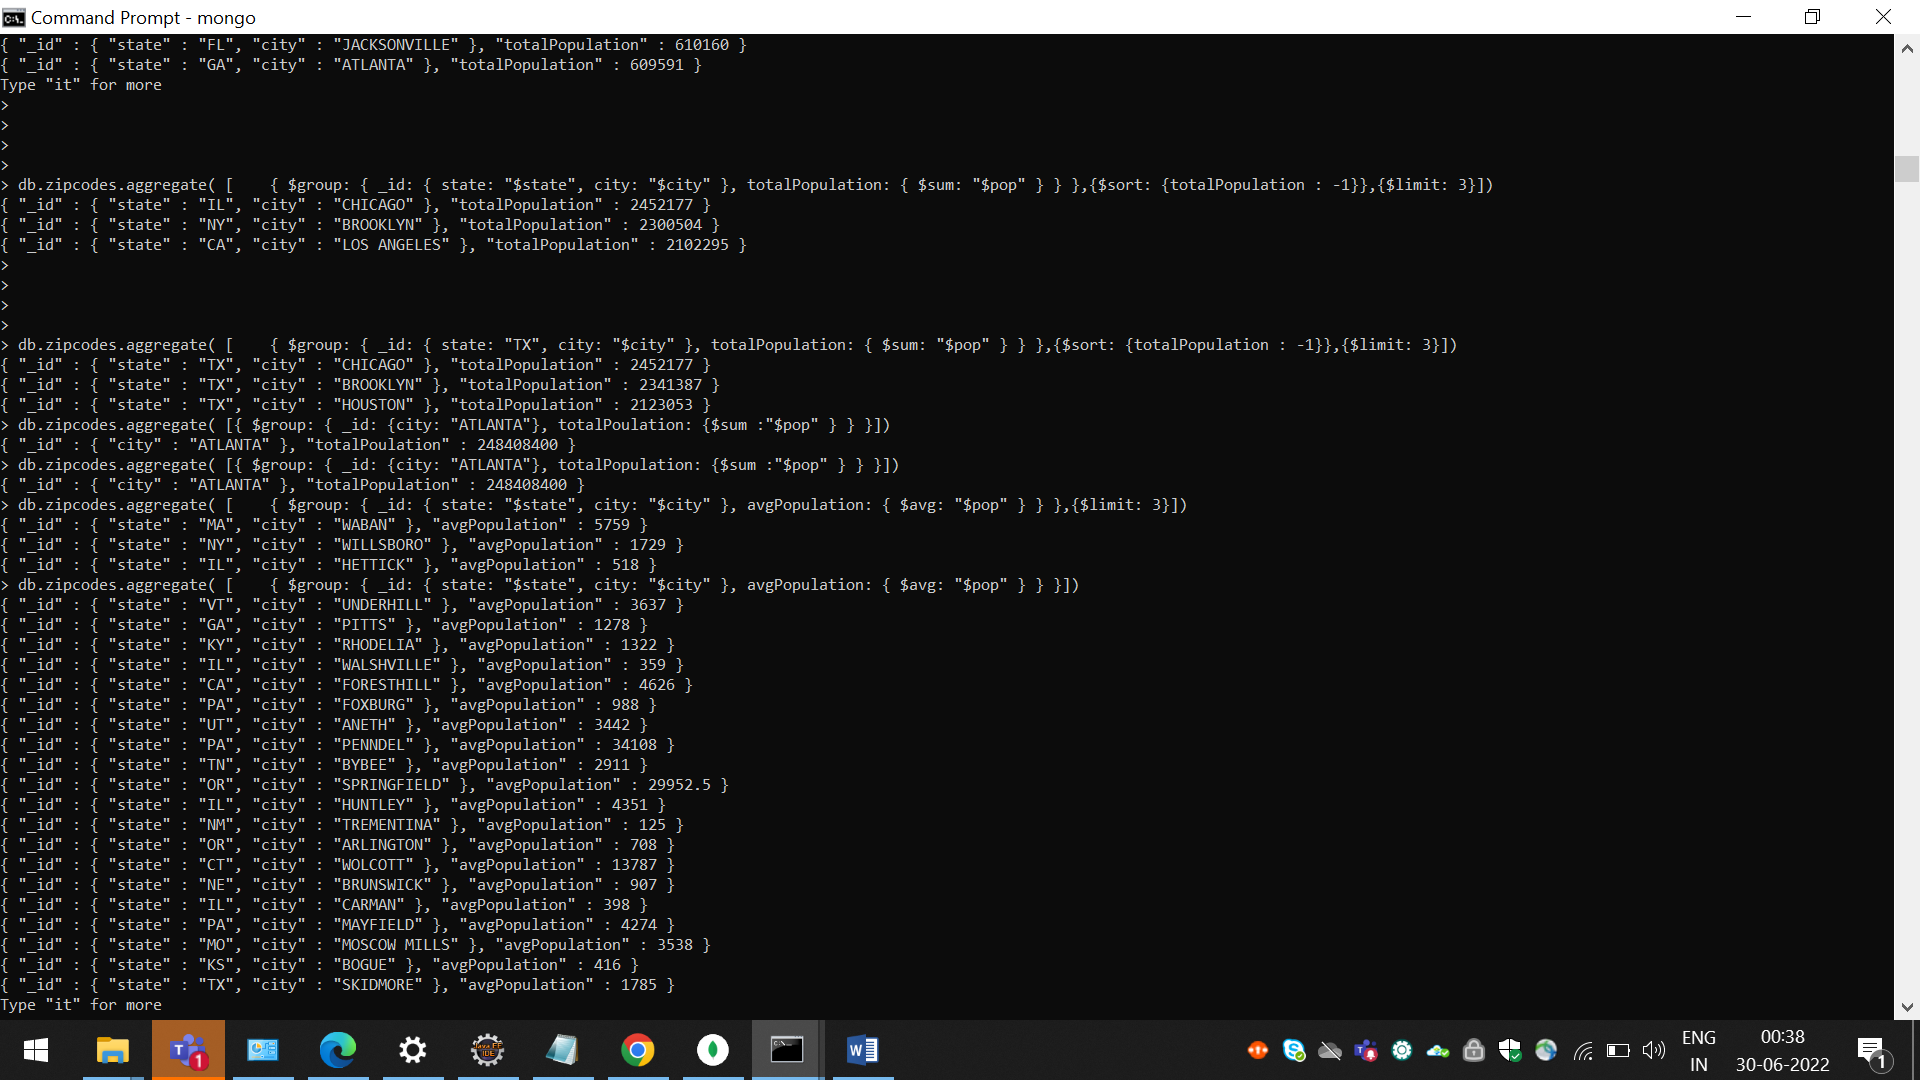 Command Prompt - mongo
{ "_id" : { "state" : "FL", "city" : "JACKSONVILLE" }, "totalPopulation" : 610160 }
{ "_id" : { "state" : "GA", "city" : "ATLANTA" }, "totalPopulation" : 609591 }
Type "it" for more
>
>
>
>
> db.zipcodes.aggregate( [    { $group: { _id: { state: "$state", city: "$city" }, totalPopulation: { $sum: "$pop" } } },{$sort: {totalPopulation : -1}},{$limit: 3}])
{ "_id" : { "state" : "IL", "city" : "CHICAGO" }, "totalPopulation" : 2452177 }
{ "_id" : { "state" : "NY", "city" : "BROOKLYN" }, "totalPopulation" : 2300504 }
{ "_id" : { "state" : "CA", "city" : "LOS ANGELES" }, "totalPopulation" : 2102295 }
>
>
>
>
> db.zipcodes.aggregate( [    { $group: { _id: { state: "TX", city: "$city" }, totalPopulation: { $sum: "$pop" } } },{$sort: {totalPopulation : -1}},{$limit: 3}])
{ "_id" : { "state" : "TX", "city" : "CHICAGO" }, "totalPopulation" : 2452177 }
{ "_id" : { "state" : "TX", "city" : "BROOKLYN" }, "totalPopulation" : 2341387 }
{ "_id" : { "state" : "TX", "city" : "HOUSTON" }, "totalPopulation" : 2123053 }
> db.zipcodes.aggregate( [{ $group: { _id: {city: "ATLANTA"}, totalPoulation: {$sum :"$pop" } } }])
{ "_id" : { "city" : "ATLANTA" }, "totalPoulation" : 248408400 }
> db.zipcodes.aggregate( [{ $group: { _id: {city: "ATLANTA"}, totalPopulation: {$sum :"$pop" } } }])
{ "_id" : { "city" : "ATLANTA" }, "totalPopulation" : 248408400 }
> db.zipcodes.aggregate( [    { $group: { _id: { state: "$state", city: "$city" }, avgPopulation: { $avg: "$pop" } } },{$limit: 3}])
{ "_id" : { "state" : "MA", "city" : "WABAN" }, "avgPopulation" : 5759 }
{ "_id" : { "state" : "NY", "city" : "WILLSBORO" }, "avgPopulation" : 1729 }
{ "_id" : { "state" : "IL", "city" : "HETTICK" }, "avgPopulation" : 518 }
> db.zipcodes.aggregate( [    { $group: { _id: { state: "$state", city: "$city" }, avgPopulation: { $avg: "$pop" } } }])
{ "_id" : { "state" : "VT", "city" : "UNDERHILL" }, "avgPopulation" : 3637 }
{ "_id" : { "state" : "GA", "city" : "PITTS" }, "avgPopulation" : 1278 }
{ "_id" : { "state" : "KY", "city" : "RHODELIA" }, "avgPopulation" : 1322 }
{ "_id" : { "state" : "IL", "city" : "WALSHVILLE" }, "avgPopulation" : 359 }
{ "_id" : { "state" : "CA", "city" : "FORESTHILL" }, "avgPopulation" : 4626 }
{ "_id" : { "state" : "PA", "city" : "FOXBURG" }, "avgPopulation" : 988 }
{ "_id" : { "state" : "UT", "city" : "ANETH" }, "avgPopulation" : 3442 }
{ "_id" : { "state" : "PA", "city" : "PENNDEL" }, "avgPopulation" : 34108 }
{ "_id" : { "state" : "TN", "city" : "BYBEE" }, "avgPopulation" : 2911 }
{ "_id" : { "state" : "OR", "city" : "SPRINGFIELD" }, "avgPopulation" : 29952.5 }
{ "_id" : { "state" : "IL", "city" : "HUNTLEY" }, "avgPopulation" : 4351 }
{ "_id" : { "state" : "NM", "city" : "TREMENTINA" }, "avgPopulation" : 125 }
{ "_id" : { "state" : "OR", "city" : "ARLINGTON" }, "avgPopulation" : 708 }
{ "_id" : { "state" : "CT", "city" : "WOLCOTT" }, "avgPopulation" : 13787 }
{ "_id" : { "state" : "NE", "city" : "BRUNSWICK" }, "avgPopulation" : 907 }
{ "_id" : { "state" : "IL", "city" : "CARMAN" }, "avgPopulation" : 398 }
{ "_id" : { "state" : "PA", "city" : "MAYFIELD" }, "avgPopulation" : 4274 }
{ "_id" : { "state" : "MO", "city" : "MOSCOW MILLS" }, "avgPopulation" : 3538 }
{ "_id" : { "state" : "KS", "city" : "BOGUE" }, "avgPopulation" : 416 }
{ "_id" : { "state" : "TX", "city" : "SKIDMORE" }, "avgPopulation" : 1785 }
Type "it" for more
ENG
IN
00:38
30-06-2022
1